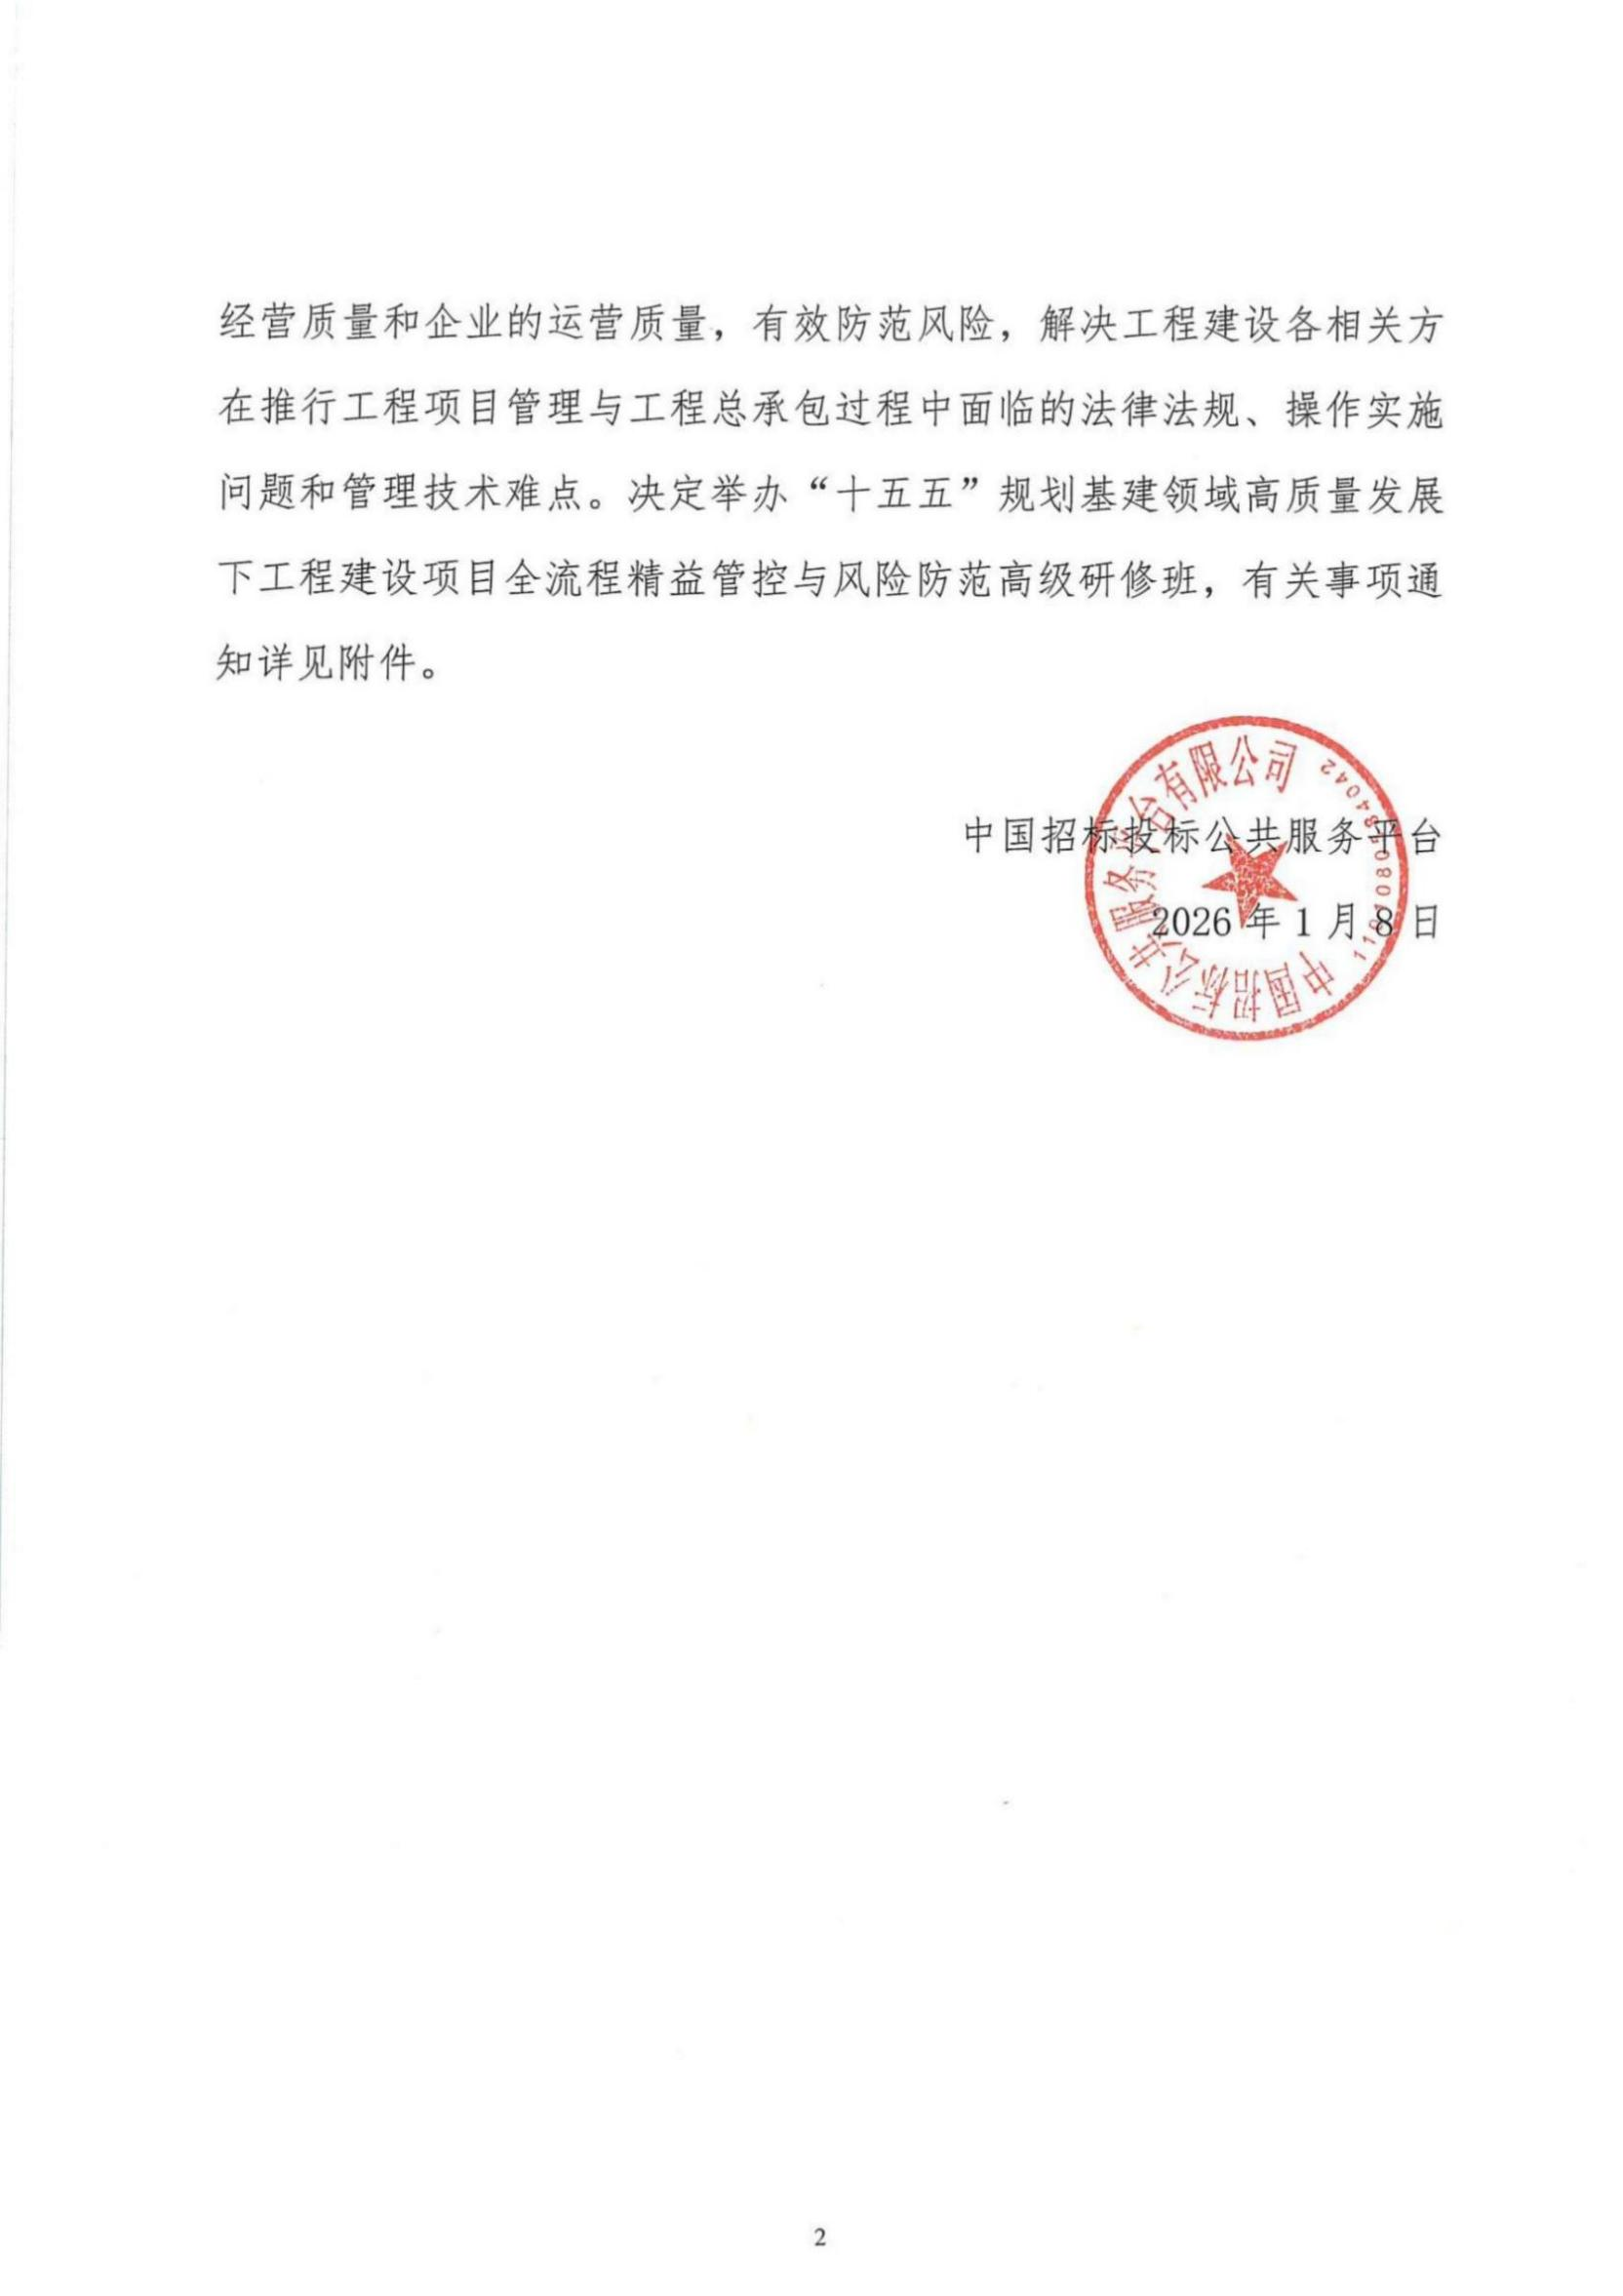 经营质量和企业的运营质量，有效防范风险，解决工程建设各相关方
在推行工程项目管理与工程总承包过程中面临的法律法规、操作实施
问题和管理技术难点。决定举办“十五五”规划基建领域高质量发展
下工程建设项目全流程精益管控与风险防范高级研修班，有关事项通
知详见附件。
中国招标投标公共服务平台
2026 年 1 月 8 日
中国招标公共服务平台有限公司
2